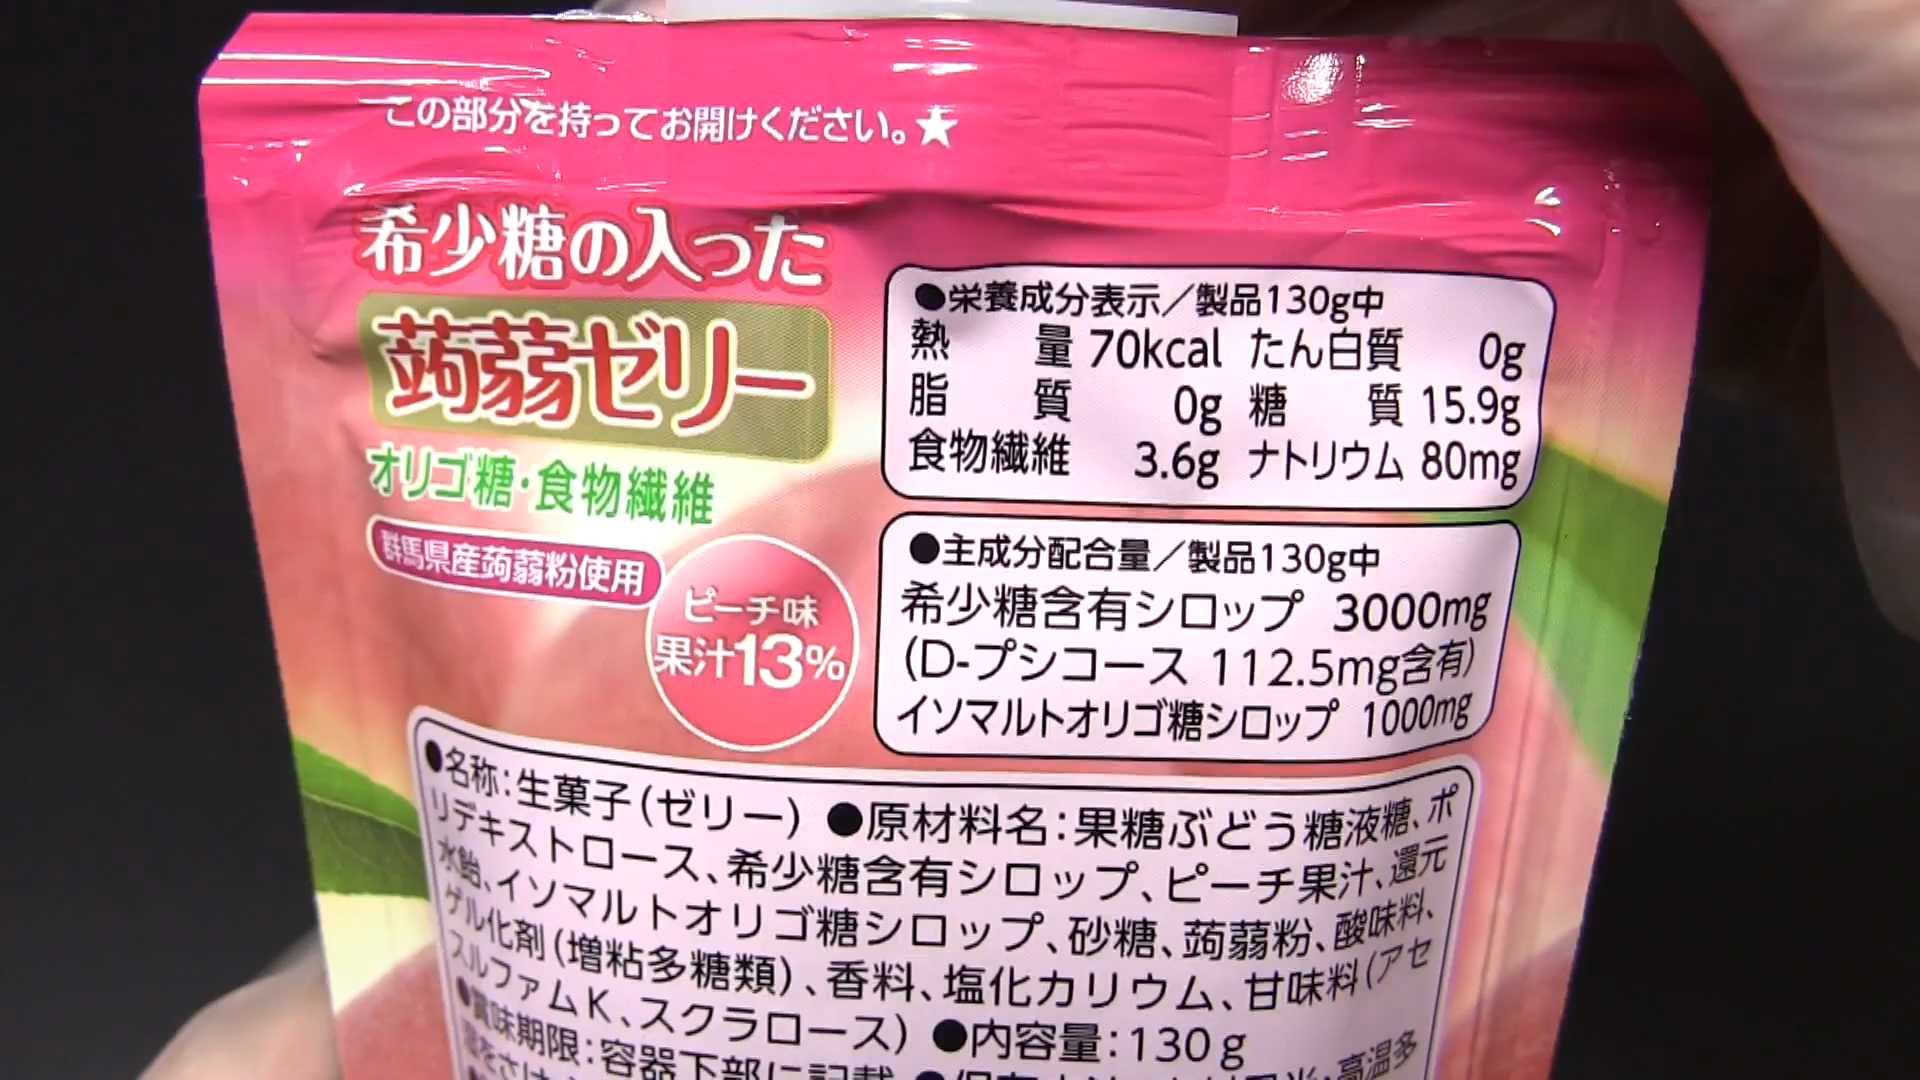 この部分を持ってお開けください。★
希少糖の入った
蒟蒻ゼリー
オリゴ糖・食物繊維
群馬県産蒟蒻粉使用
ピーチ味
果汁13%
●栄養成分表示／製品130g中
熱量 70kcal たん白質 0g
脂質 0g 糖質 15.9g
食物繊維 3.6g ナトリウム 80mg
●主成分配合量／製品130g中
希少糖含有シロップ 3000mg
(D-プシコース 112.5mg含有)
イソマルトオリゴ糖シロップ 1000mg
●名称：生菓子(ゼリー) ●原材料名：果糖ぶどう糖液糖、ポ
リデキストロース、希少糖含有シロップ、ピーチ果汁、還元
水飴、イソマルトオリゴ糖シロップ、砂糖、蒟蒻粉、酸味料、
ゲル化剤(増粘多糖類)、香料、塩化カリウム、甘味料(アセ
スルファムK、スクラロース) ●内容量：130g
●賞味期限：容器下部に記載
高温多